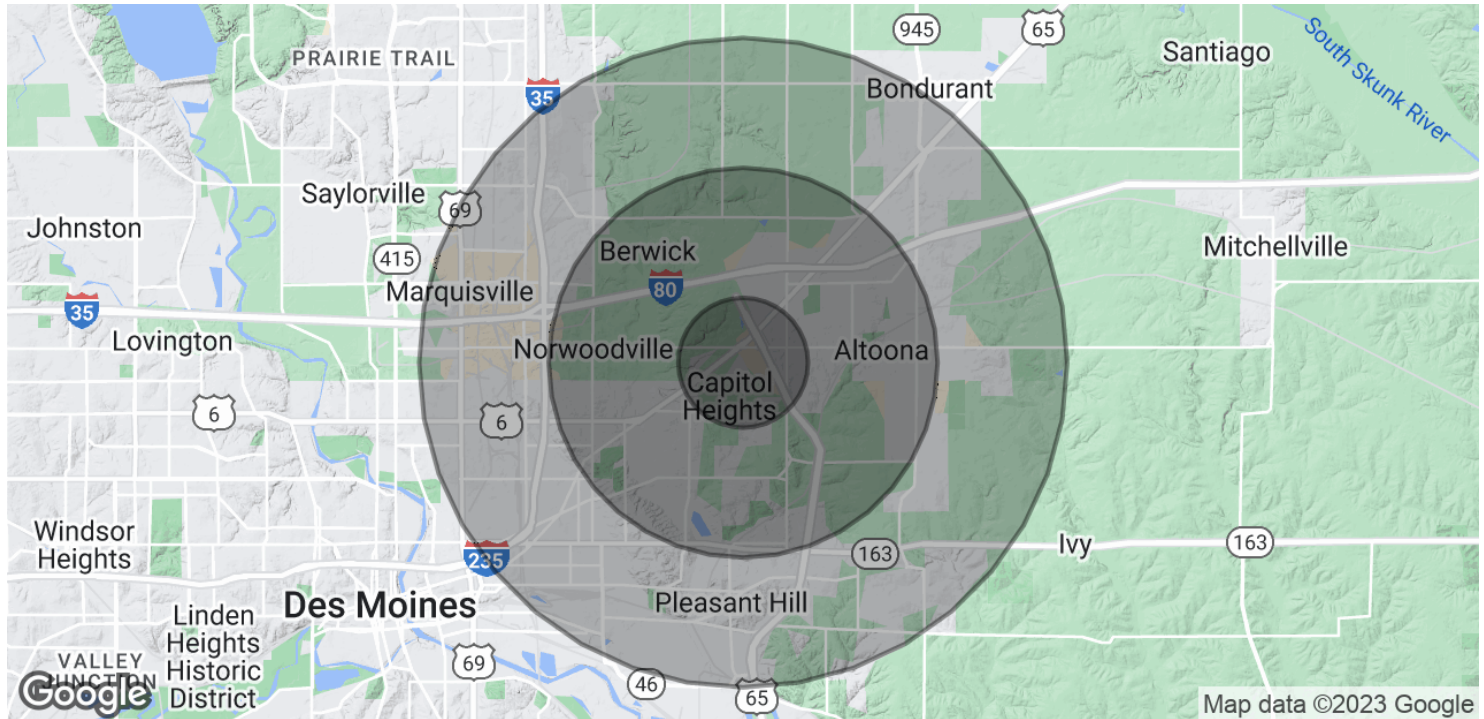 945
65
Santiago
PRAIRIE TRAIL
South Skunk River
35
Bondurant
Saylorville
69
Johnston
Berwick
Mitchellville
415
80
Marquisville
35
Lovington
Norwoodville
Altoona
Capitol
Heights
6
6
Windsor
Heights
235
163
Ivy
163
Des Moines
Pleasant Hill
Linden
Heights
Historic
District
VALLEY
JUNCTION
69
46
65
Google
Map data ©2023 Google